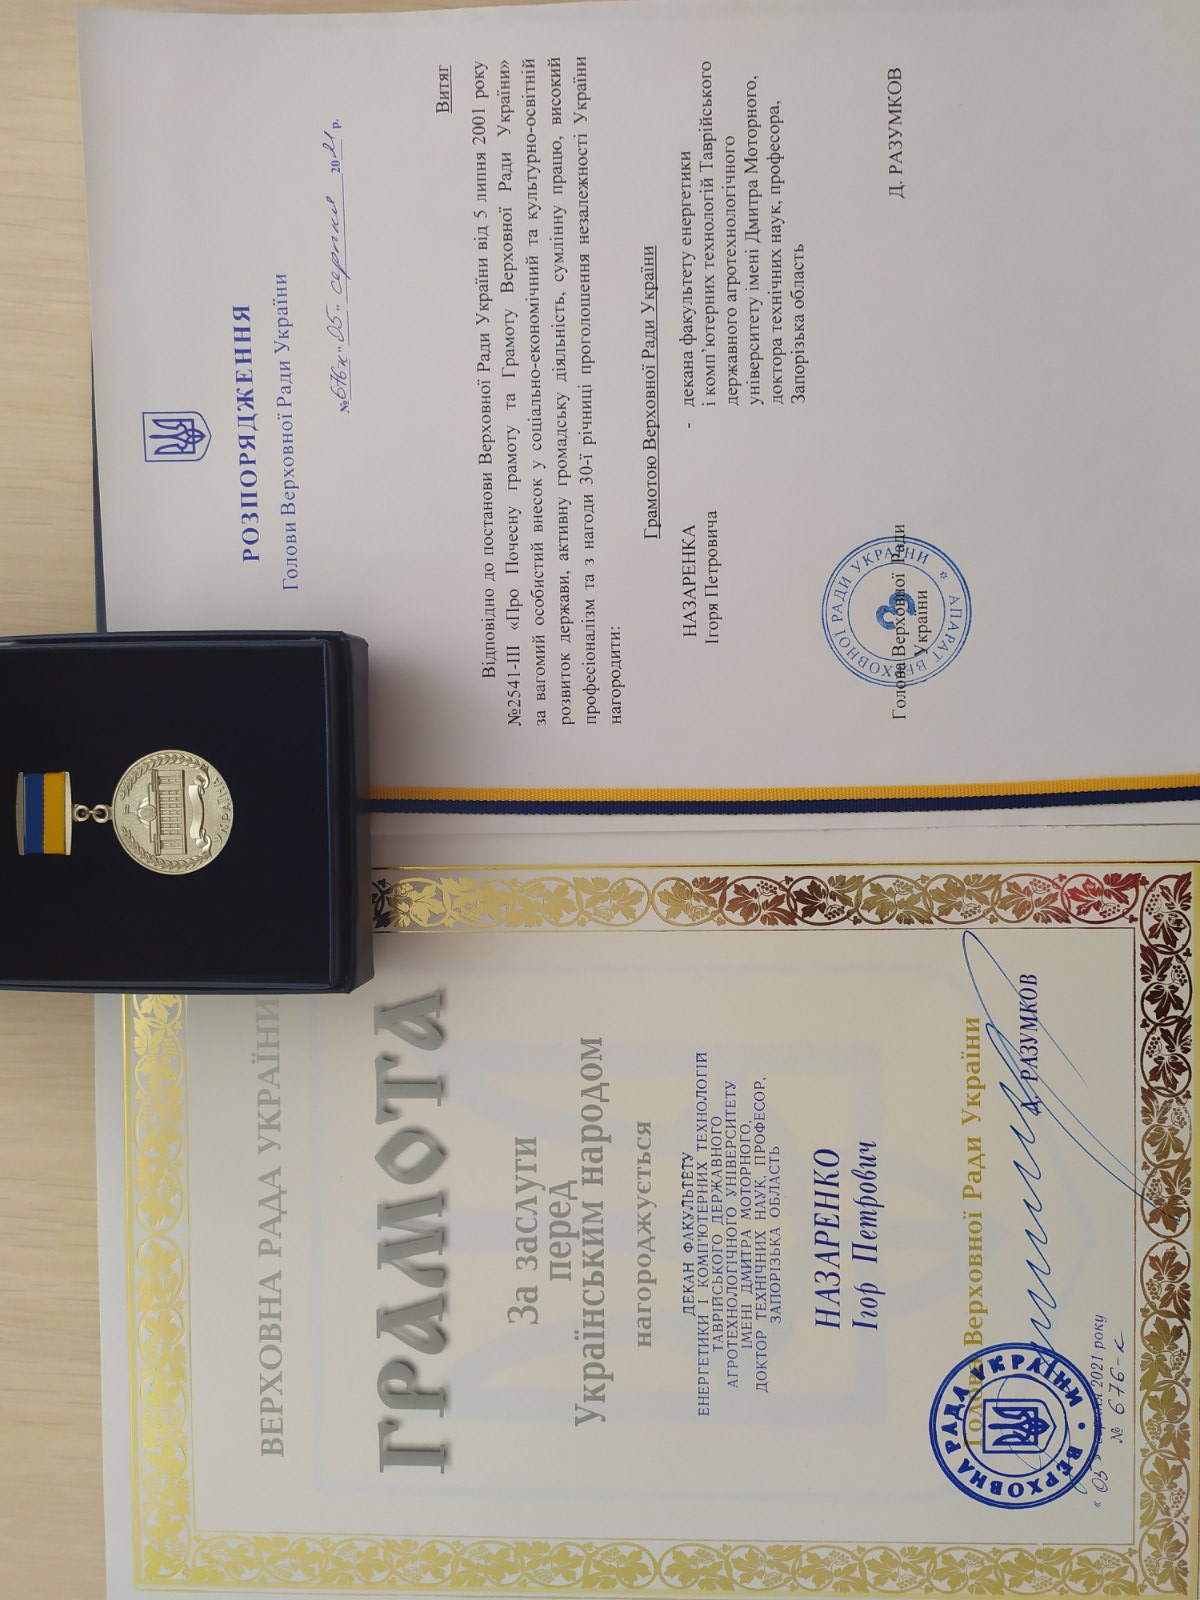 ВЕРХОВНА РАДА УКРАЇНИ
ГРАМОТА
За заслуги
перед
Українським народом
нагороджується
ДЕКАН ФАКУЛЬТЕТУ
ЕНЕРГЕТИКИ І КОМП'ЮТЕРНИХ ТЕХНОЛОГІЙ
ТАВРІЙСЬКОГО ДЕРЖАВНОГО
АГРОТЕХНОЛОГІЧНОГО УНІВЕРСИТЕТУ
ІМЕНІ ДМИТРА МОТОРНОГО,
ДОКТОР ТЕХНІЧНИХ НАУК, ПРОФЕСОР,
ЗАПОРІЗЬКА ОБЛАСТЬ
НАЗАРЕНКО
Ігор Петрович
Голова Верховної Ради України
Д. РАЗУМКОВ
ВЕРХОВНА РАДА УКРАЇНИ
2021 року
№ 676-к
УКРАЇНА
РОЗПОРЯДЖЕННЯ
Голови Верховної Ради України
№676к "05" серпня 2021 р.
Витяг
Відповідно до постанови Верховної Ради України від 5 липня 2001 року
№2541-III «Про Почесну грамоту та Грамоту Верховної Ради України»
за вагомий особистий внесок у соціально-економічний та культурно-освітній
розвиток держави, активну громадську діяльність, сумлінну працю, високий
професіоналізм та з нагоди 30-ї річниці проголошення незалежності України
нагородити:
Грамотою Верховної Ради України
НАЗАРЕНКА - декана факультету енергетики
Ігоря Петровича і комп'ютерних технологій Таврійського
державного агротехнологічного
університету імені Дмитра Моторного,
доктора технічних наук, професора,
Запорізька область
Голова Верховної Ради Д. РАЗУМКОВ
України
АПАРАТ ВЕРХОВНОЇ РАДИ УКРАЇНИ *
3